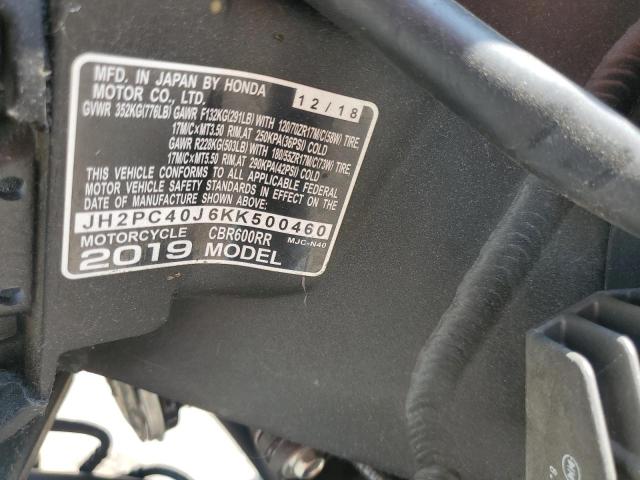 MFD. IN JAPAN BY HONDA
MOTOR CO., LTD. 12/18
GVWR 352KG(776LB) GAWR F132KG(291LB) WITH 120/70ZR17M/C(58W) TIRE,
17M/C×MT3.50 RIM, AT 250KPA(36PSI) COLD
GAWR R228KG(503LB) WITH 180/55ZR17M/C(73W) TIRE,
17M/C×MT5.50 RIM, AT 290KPA(42PSI) COLD
THIS VEHICLE CONFORMS TO ALL APPLICABLE FEDERAL
MOTOR VEHICLE SAFETY STANDARDS IN EFFECT ON THE
DATE OF MANUFACTURE SHOWN ABOVE.
JH2PC40J6KK500460
MOTORCYCLE CBR600RR MJC-N40
2019 MODEL